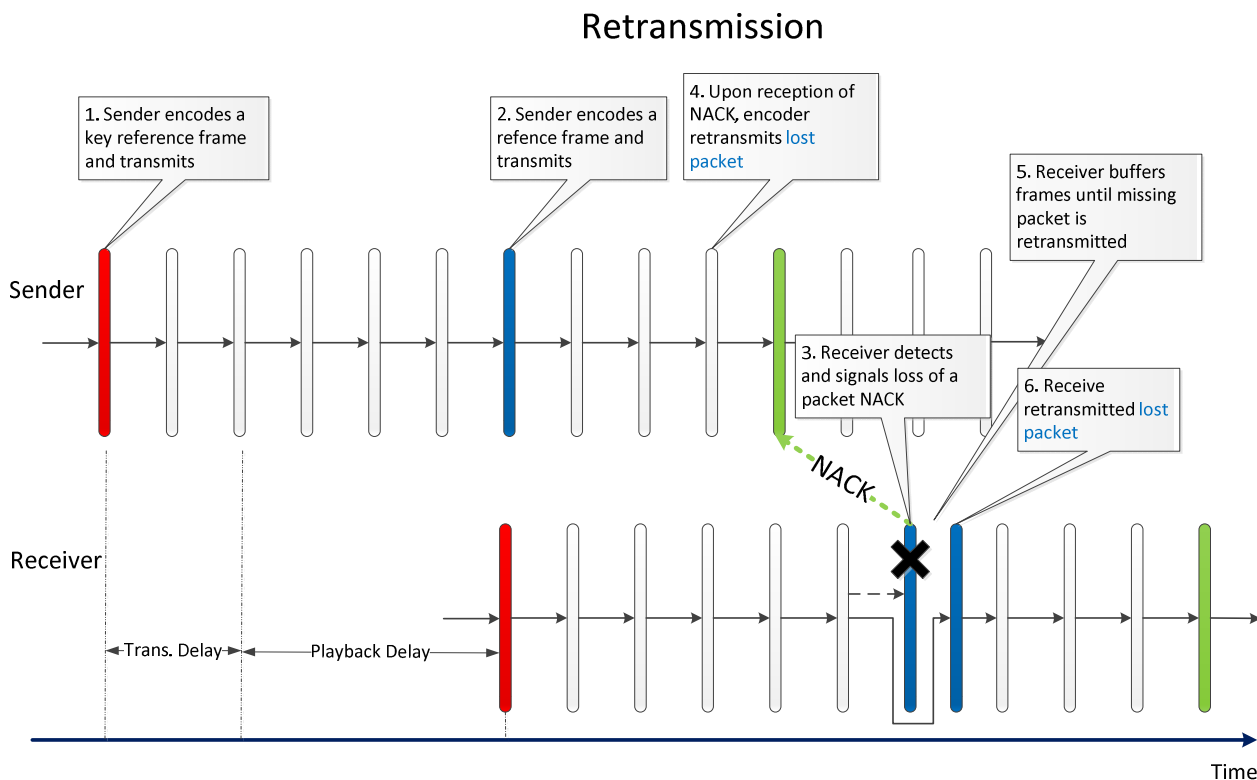 Retransmission
1. Sender encodes a
key reference frame
and transmits
2. Sender encodes a
refence frame and
transmits
4. Upon reception of
NACK, encoder
retransmits lost
packet
5. Receiver buffers
frames until missing
packet is
retransmitted
Sender
3. Receiver detects
and signals loss of a
packet NACK
6. Receive
retransmitted lost
packet
NACK
Receiver
Trans. Delay
Playback Delay
Time